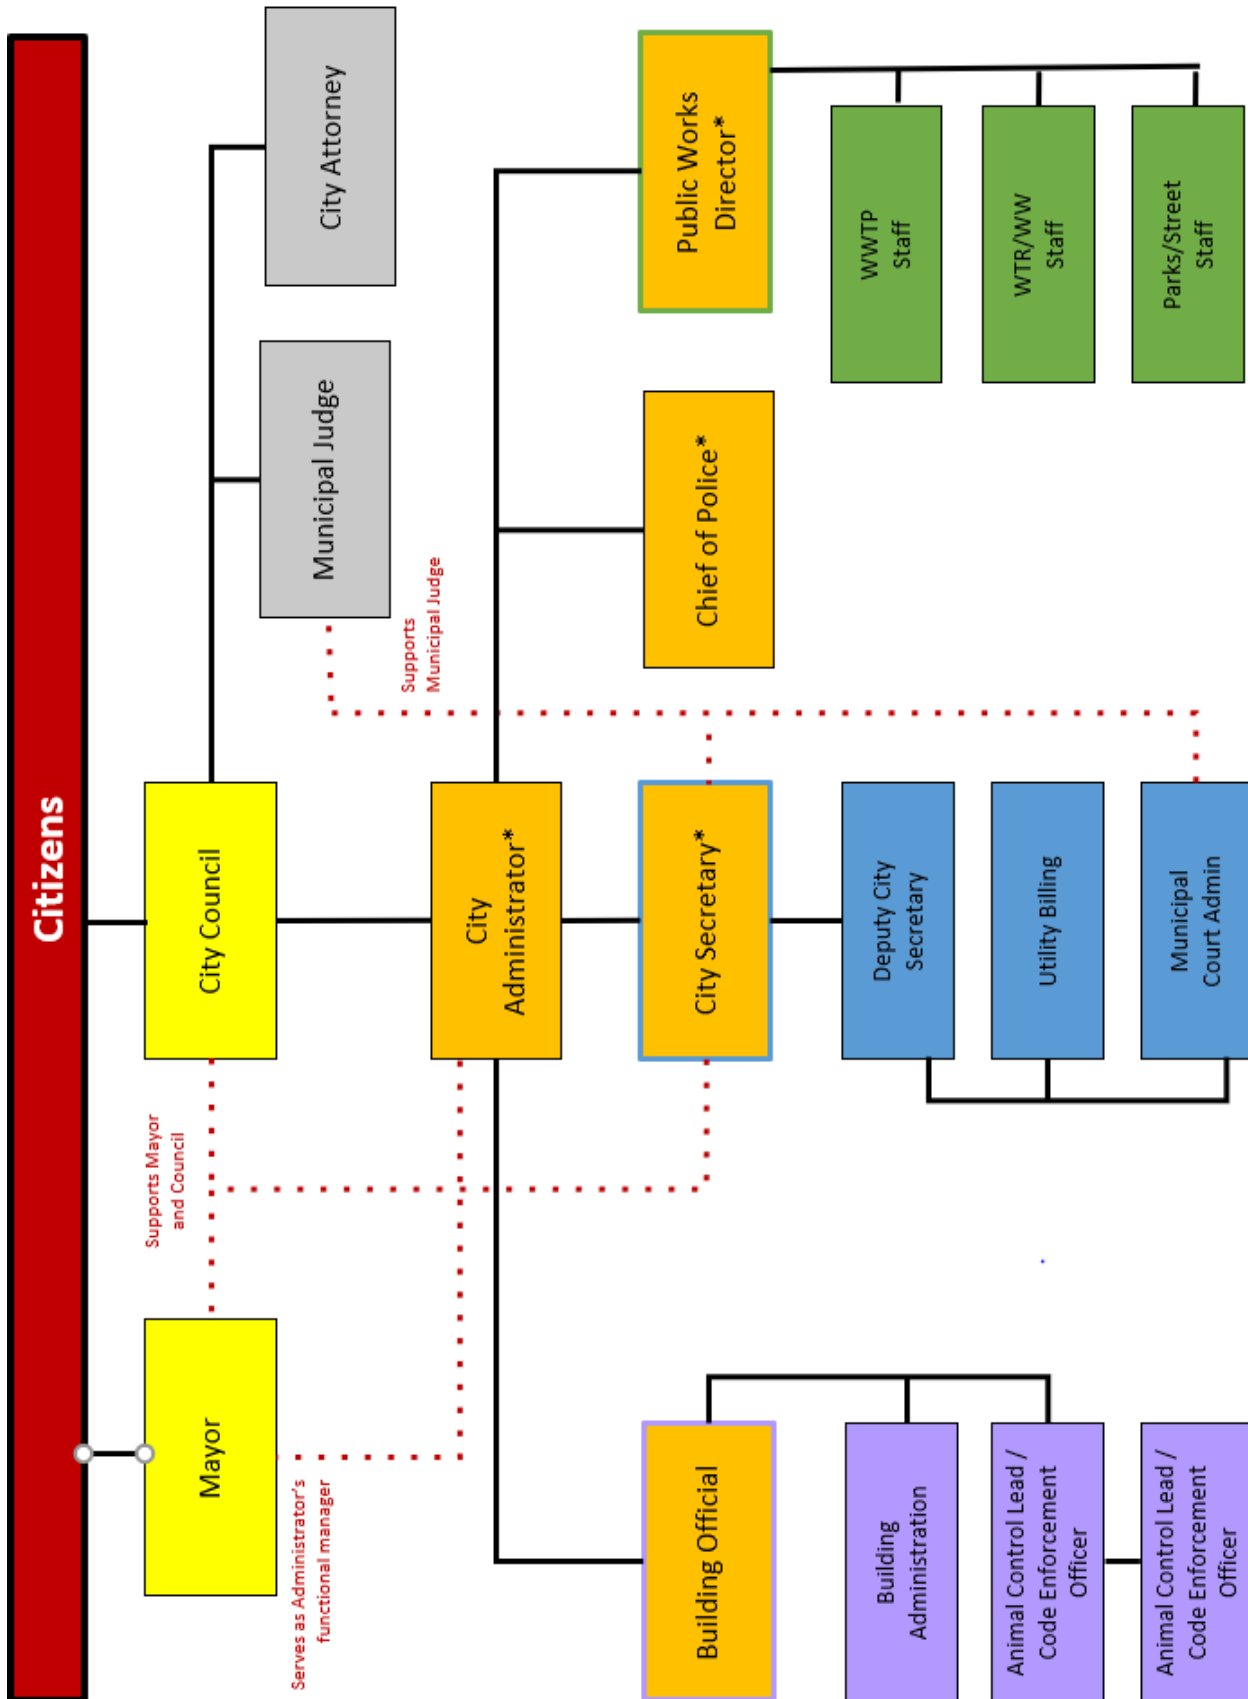 Citizens
Mayor
Supports Mayor
and Council
City Council
Municipal Judge
City Attorney
Serves as Administrator's
functional manager
Supports
Municipal Judge
City
Administrator*
Building Official
City Secretary*
Chief of Police*
Public Works
Director*
Building
Administration
Deputy City
Secretary
WWTP
Staff
Animal Control Lead /
Code Enforcement
Officer
Utility Billing
WTR/WW
Staff
Animal Control Lead /
Code Enforcement
Officer
Municipal
Court Admin
Parks/Street
Staff